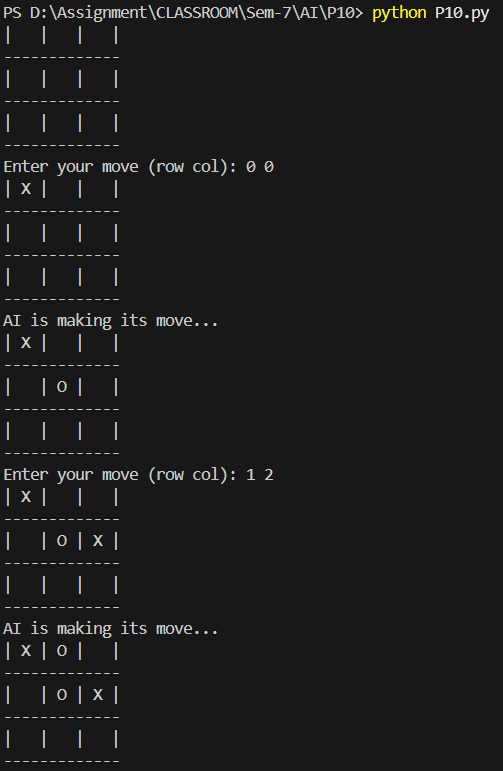 PS D:\Assignment\CLASSROOM\Sem-7\AI\P10> python P10.py
|   |   |   |
-------------
|   |   |   |
-------------
|   |   |   |
-------------
Enter your move (row col): 0 0
| X |   |   |
-------------
|   |   |   |
-------------
|   |   |   |
-------------
AI is making its move...
| X |   |   |
-------------
|   | O |   |
-------------
|   |   |   |
-------------
Enter your move (row col): 1 2
| X |   |   |
-------------
|   | O | X |
-------------
|   |   |   |
-------------
AI is making its move...
| X | O |   |
-------------
|   | O | X |
-------------
|   |   |   |
-------------